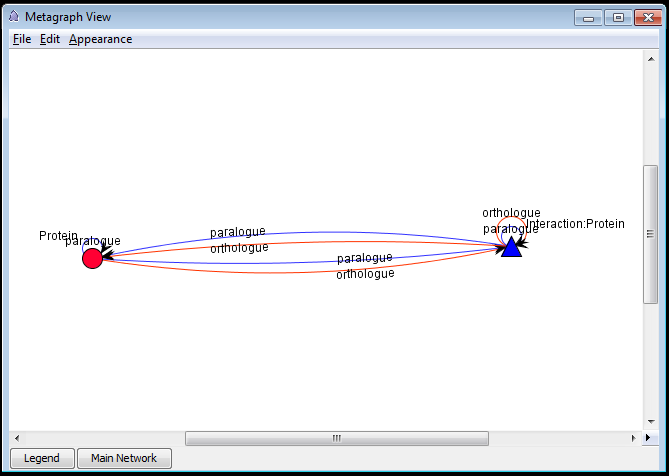 Metagraph View
File Edit Appearance
orthologue
Interaction:Protein
paralogue
Protein
paralogue
paralogue
orthologue
paralogue
orthologue
Legend
Main Network